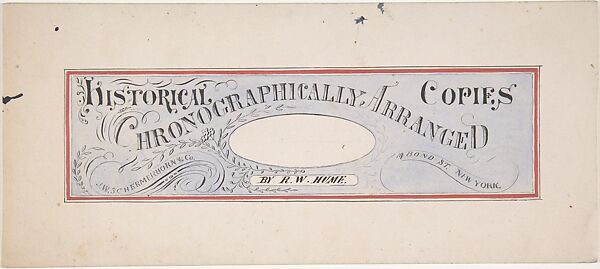 HISTORICAL COPIES
CHRONOGRAPHICALLY ARRANGED
BY R. W. HUME.
J.W. SCHERMERHORN & Co.
4 BOND ST. NEW YORK.